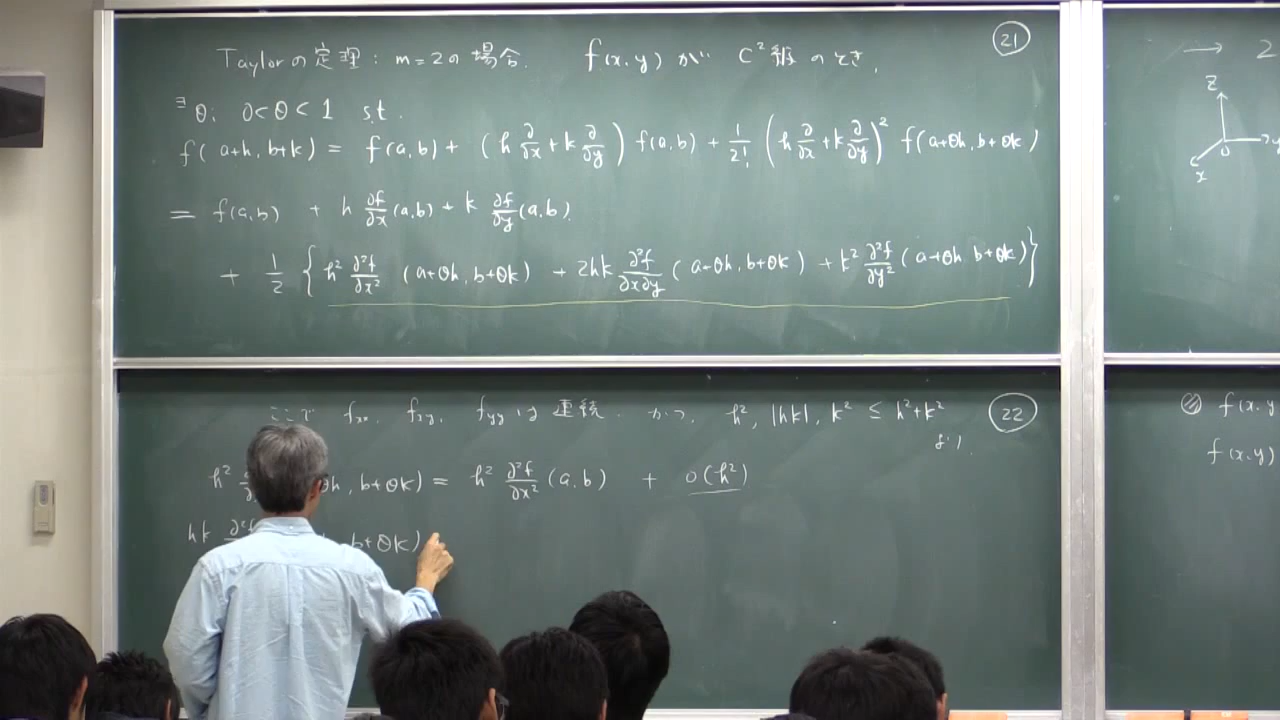 Taylorの定理: m=2の場合. f(x,y) が C²級のとき,
㉑
∃θ: 0<θ<1 s.t.
f(a+h, b+k) = f(a,b) + (h ∂/∂x + k ∂/∂y) f(a,b) + 1/2! (h ∂/∂x + k ∂/∂y)² f(a+θh, b+θk)
= f(a,b) + h ∂f/∂x (a,b) + k ∂f/∂y (a,b)
+ 1/2 { h² ∂²f/∂x² (a+θh, b+θk) + 2hk ∂²f/∂x∂y (a+θh, b+θk) + k² ∂²f/∂y² (a+θh b+θk) }
ここで fxx, fxy, fyy は 連続. かつ, h², |hk|, k² ≤ h²+k²
より.
㉒
h² h, b+θk) = h² ∂²f/∂x² (a,b) + o(h²)
hk ∂²f b+θk)
→ 2
z
0
x
y
f(x,y
f(x,y)